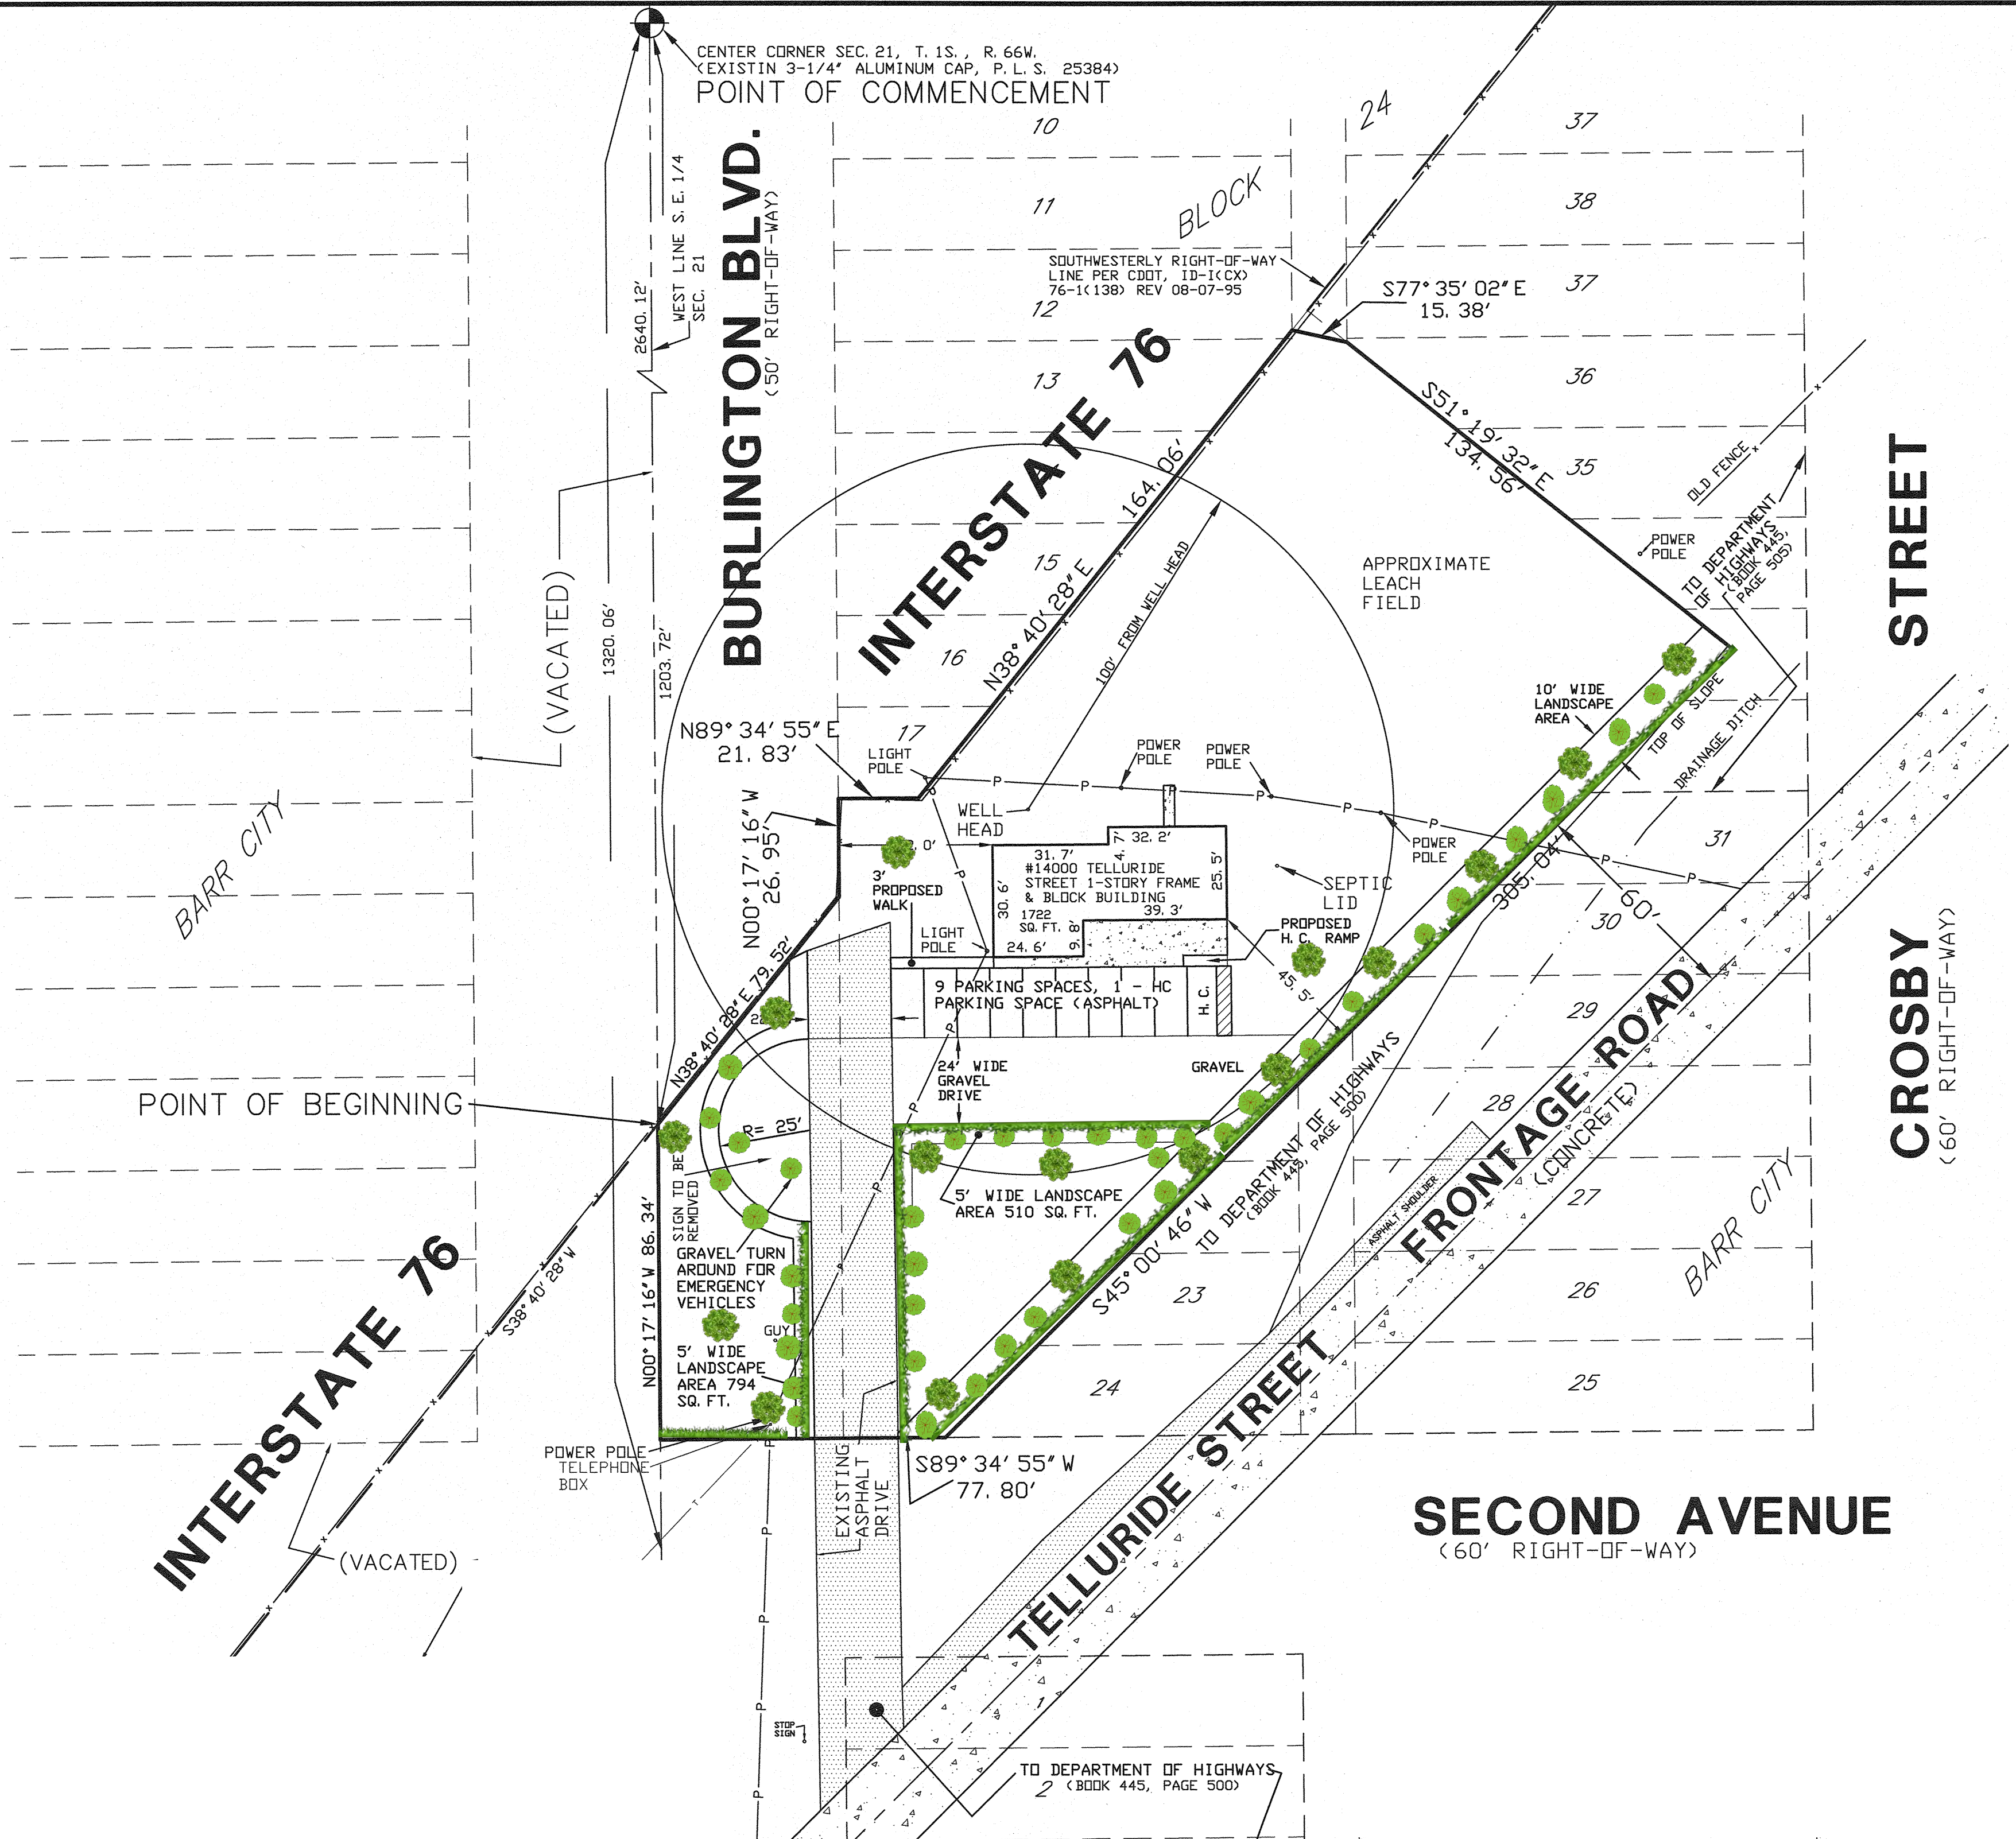 CENTER CORNER SEC. 21, T. 1S., R. 66W.
(EXISTIN 3-1/4" ALUMINUM CAP, P. L. S. 25384)
POINT OF COMMENCEMENT
10
24
37
BURLINGTON BLVD.
(50' RIGHT-OF-WAY)
WEST LINE S. E. 1/4
SEC. 21
2640. 12'
11
BLOCK
38
SOUTHWESTERLY RIGHT-OF-WAY
LINE PER CDOT, ID-I(CX)
76-1(138) REV 08-07-95
12
S77° 35' 02" E
15. 38'
37
13
INTERSTATE 76
36
S51° 19' 32" E
134. 56'
35
OLD FENCE
STREET
164. 06'
N38° 40' 28" E
15
100' FROM WELL HEAD
APPROXIMATE
LEACH
FIELD
POWER
POLE
TO DEPARTMENT
OF HIGHWAYS
(BOOK 445,
PAGE 505)
(VACATED)
1320. 06'
1203. 72'
16
17
N89° 34' 55" E
21. 83'
LIGHT
POLE
POWER
POLE
POWER
POLE
10' WIDE
LANDSCAPE
AREA
TOP OF SLOPE
DRAINAGE DITCH
BARR CITY
N00° 17' 16" W
26. 95'
WELL
HEAD
31. 7'
4. 7'
32. 2'
#14000 TELLURIDE
STREET 1-STORY FRAME
& BLOCK BUILDING
1722
SQ. FT.
30. 6'
25. 5'
39. 3'
24. 6'
9. 8'
3'
PROPOSED
WALK
LIGHT
POLE
SEPTIC
LID
POWER
POLE
PROPOSED
H. C. RAMP
305. 04'
60'
31
30
29
28
45. 5'
9 PARKING SPACES, 1 - HC
PARKING SPACE (ASPHALT)
H. C.
N38° 40' 28" E 79. 52'
24' WIDE
GRAVEL
DRIVE
GRAVEL
CROSBY
(60' RIGHT-OF-WAY)
POINT OF BEGINNING
R= 25'
SIGN TO BE
REMOVED
5' WIDE LANDSCAPE
AREA 510 SQ. FT.
TO DEPARTMENT OF HIGHWAYS
(BOOK 445, PAGE 500)
S45° 00' 46" W
FRONTAGE ROAD
(CONCRETE)
ASPHALT SHOULDER
27
BARR CITY
GRAVEL TURN
AROUND FOR
EMERGENCY
VEHICLES
GUY
5' WIDE
LANDSCAPE
AREA 794
SQ. FT.
N00° 17' 16" W 86. 34'
S38° 40' 28" W
INTERSTATE 76
23
26
24
25
POWER POLE
TELEPHONE
BOX
EXISTING
ASPHALT
DRIVE
S89° 34' 55" W
77. 80'
TELLURIDE STREET
SECOND AVENUE
(60' RIGHT-OF-WAY)
(VACATED)
1
STOP
SIGN
TO DEPARTMENT OF HIGHWAYS
2 (BOOK 445, PAGE 500)